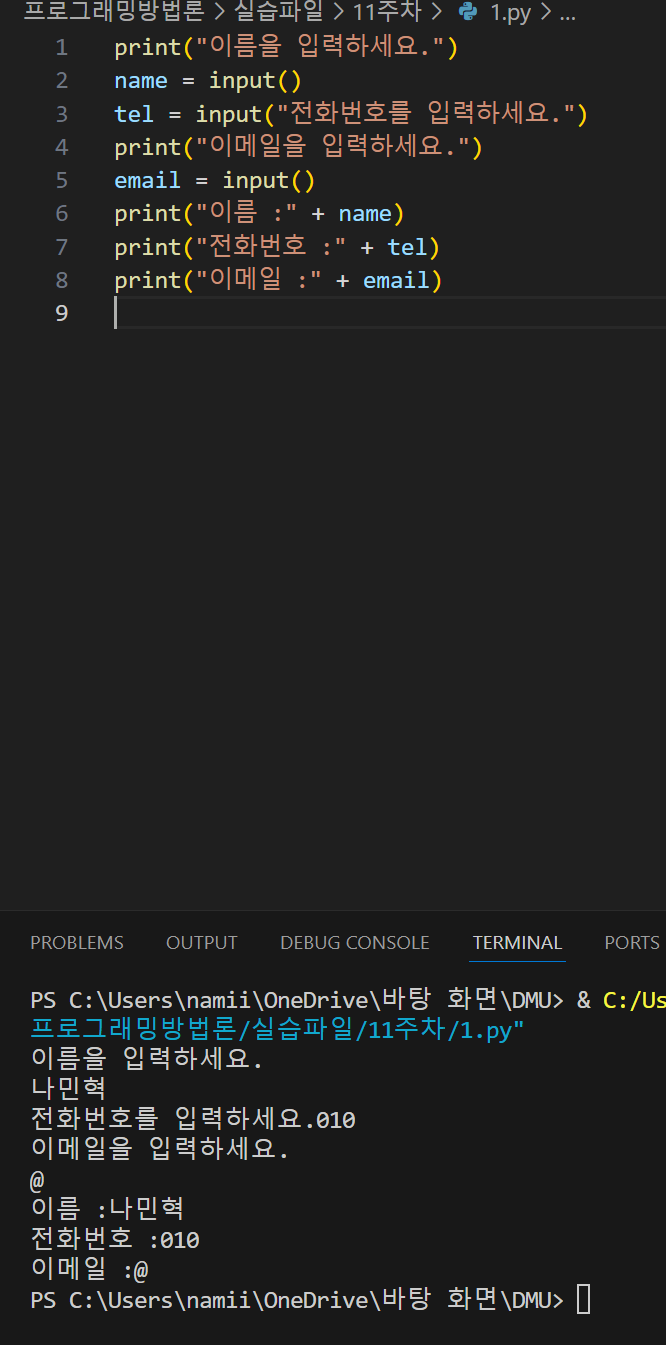 프로그래밍방법론 > 실습파일 > 11주차 > 1.py > ...
1 print("이름을 입력하세요.")
2 name = input()
3 tel = input("전화번호를 입력하세요.")
4 print("이메일을 입력하세요.")
5 email = input()
6 print("이름 :" + name)
7 print("전화번호 :" + tel)
8 print("이메일 :" + email)
9
PROBLEMS OUTPUT DEBUG CONSOLE TERMINAL PORTS
PS C:\Users\namii\OneDrive\바탕 화면\DMU> & C:/Us
프로그래밍방법론/실습파일/11주차/1.py"
이름을 입력하세요.
나민혁
전화번호를 입력하세요.010
이메일을 입력하세요.
@
이름 :나민혁
전화번호 :010
이메일 :@
PS C:\Users\namii\OneDrive\바탕 화면\DMU>